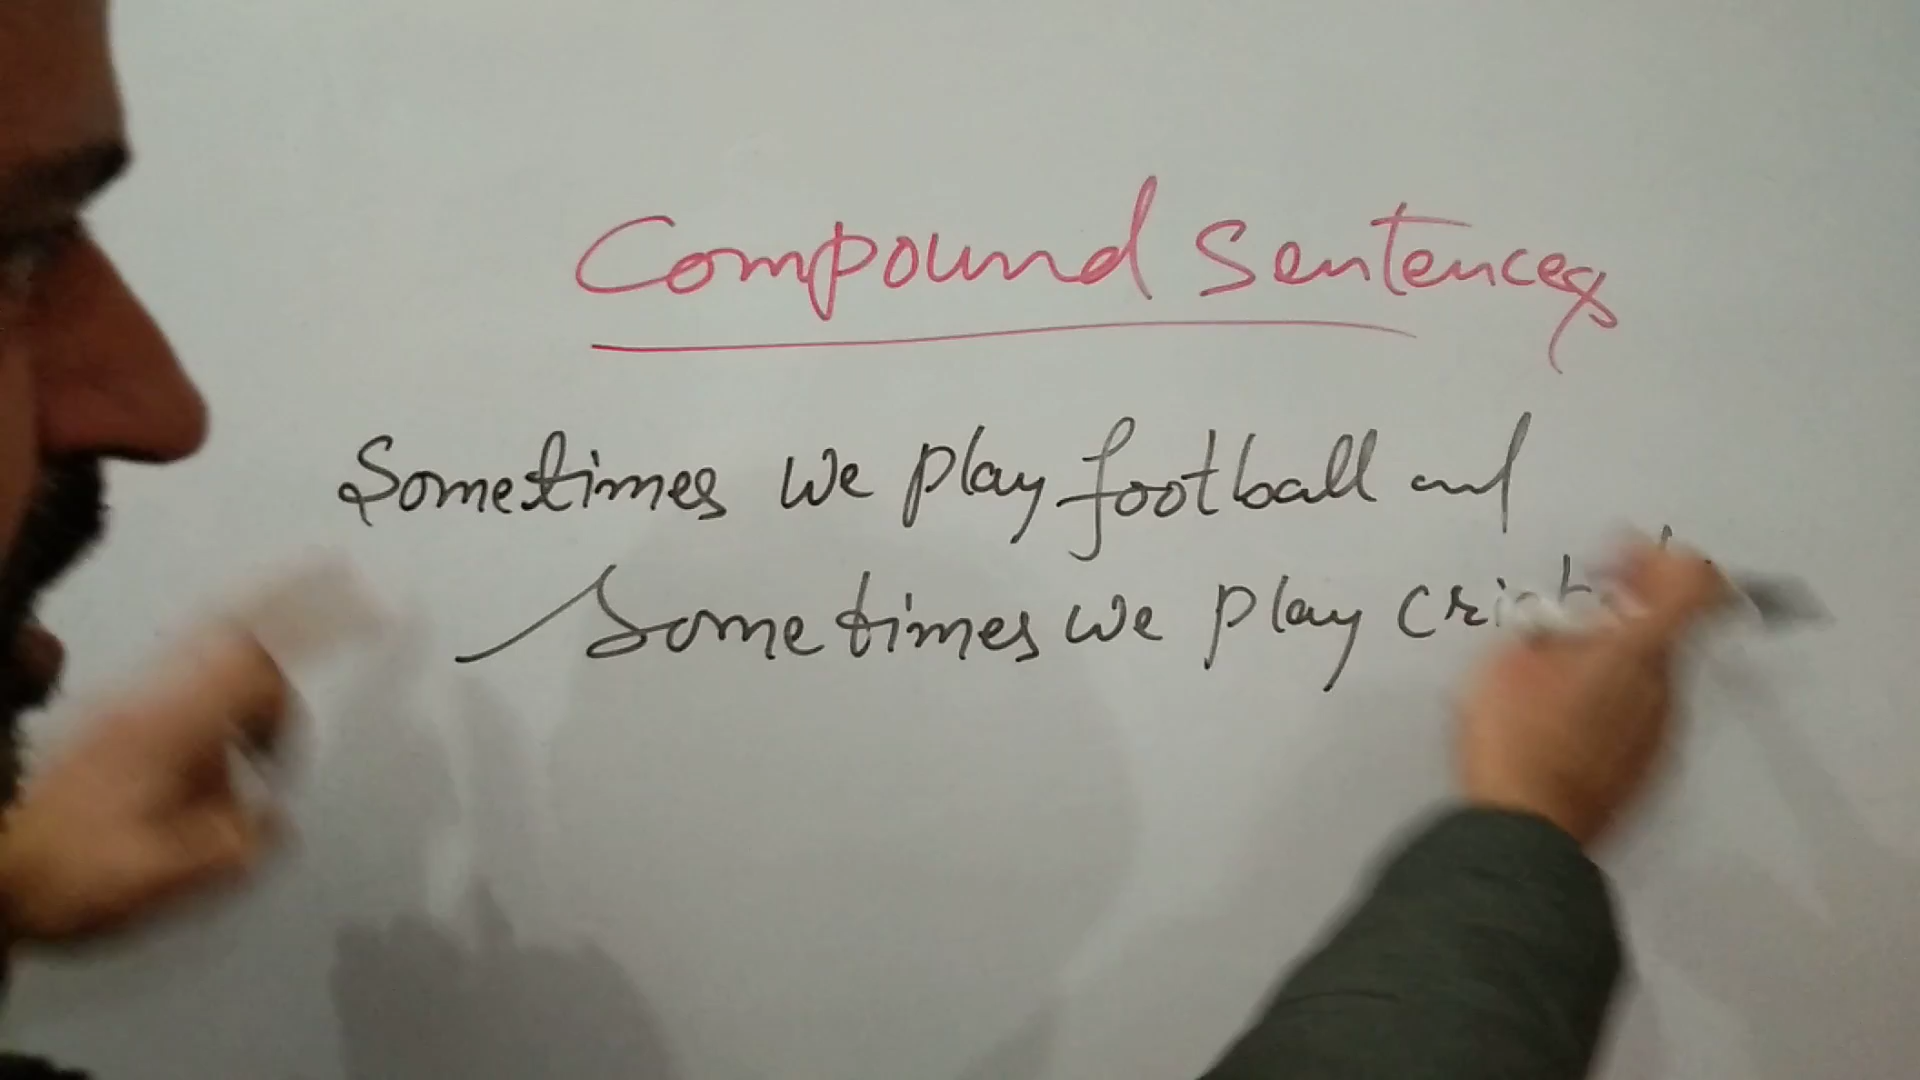 Compound Sentences
Sometimes we play football and
Sometimes we play